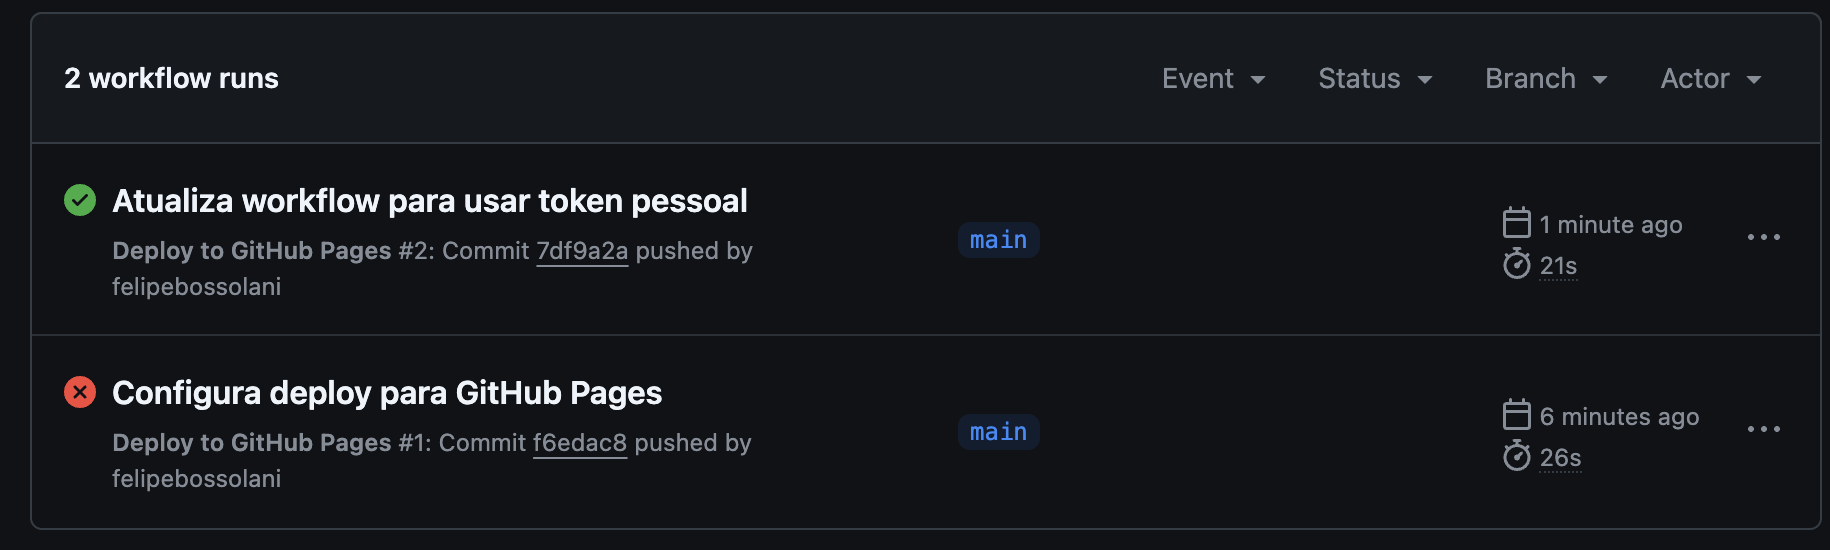 2 workflow runs
Event Status Branch Actor
Atualiza workflow para usar token pessoal
Deploy to GitHub Pages #2: Commit 7df9a2a pushed by
felipebossolani
main
1 minute ago
21s
Configura deploy para GitHub Pages
Deploy to GitHub Pages #1: Commit f6edac8 pushed by
felipebossolani
main
6 minutes ago
26s